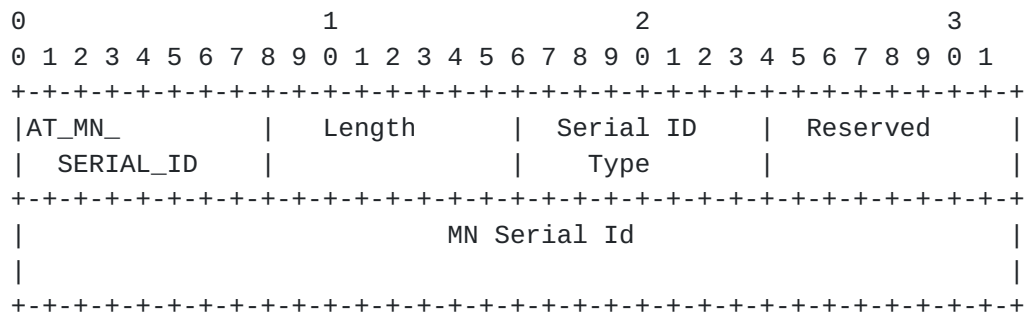 0                   1                   2                   3
0 1 2 3 4 5 6 7 8 9 0 1 2 3 4 5 6 7 8 9 0 1 2 3 4 5 6 7 8 9 0 1
+-+-+-+-+-+-+-+-+-+-+-+-+-+-+-+-+-+-+-+-+-+-+-+-+-+-+-+-+-+-+-+-+
|AT_MN_         |   Length      |  Serial ID    |  Reserved     |
|  SERIAL_ID    |               |    Type       |               |
+-+-+-+-+-+-+-+-+-+-+-+-+-+-+-+-+-+-+-+-+-+-+-+-+-+-+-+-+-+-+-+-+
|                           MN Serial Id                        |
|                                                               |
+-+-+-+-+-+-+-+-+-+-+-+-+-+-+-+-+-+-+-+-+-+-+-+-+-+-+-+-+-+-+-+-+